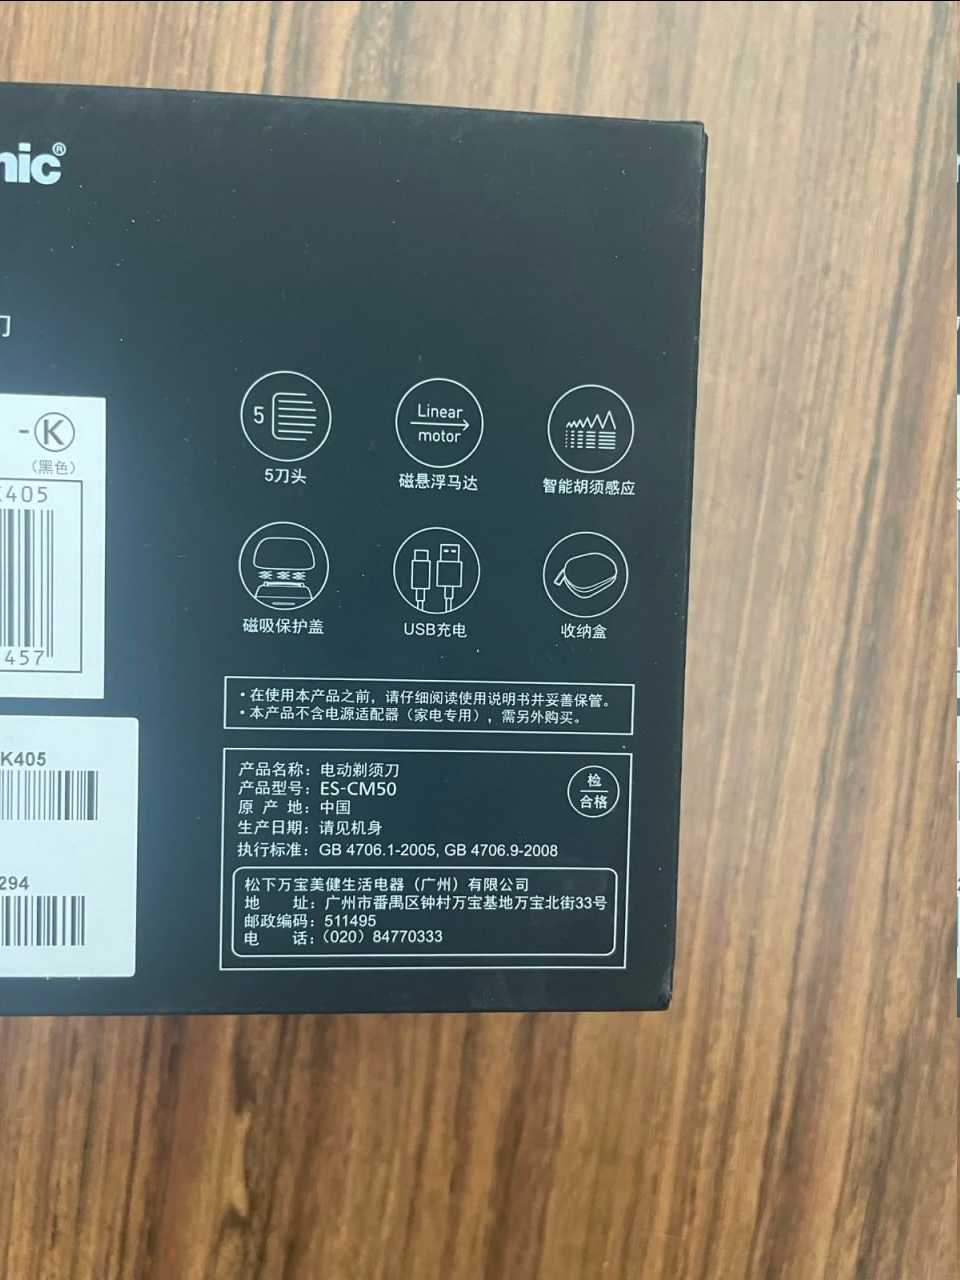 nic®
刀
-K
(黑色)
K405
457
K405
294
5
5刀头
Linear
motor
磁悬浮马达
智能胡须感应
磁吸保护盖
USB充电
收纳盒
·在使用本产品之前，请仔细阅读使用说明书并妥善保管。
·本产品不含电源适配器（家电专用），需另外购买。
产品名称：电动剃须刀
产品型号：ES-CM50
原 产 地：中国
生产日期：请见机身
执行标准：GB 4706.1-2005, GB 4706.9-2008
检
合格
松下万宝美健生活电器（广州）有限公司
地 址：广州市番禺区钟村万宝基地万宝北街33号
邮政编码：511495
电 话：（020）84770333